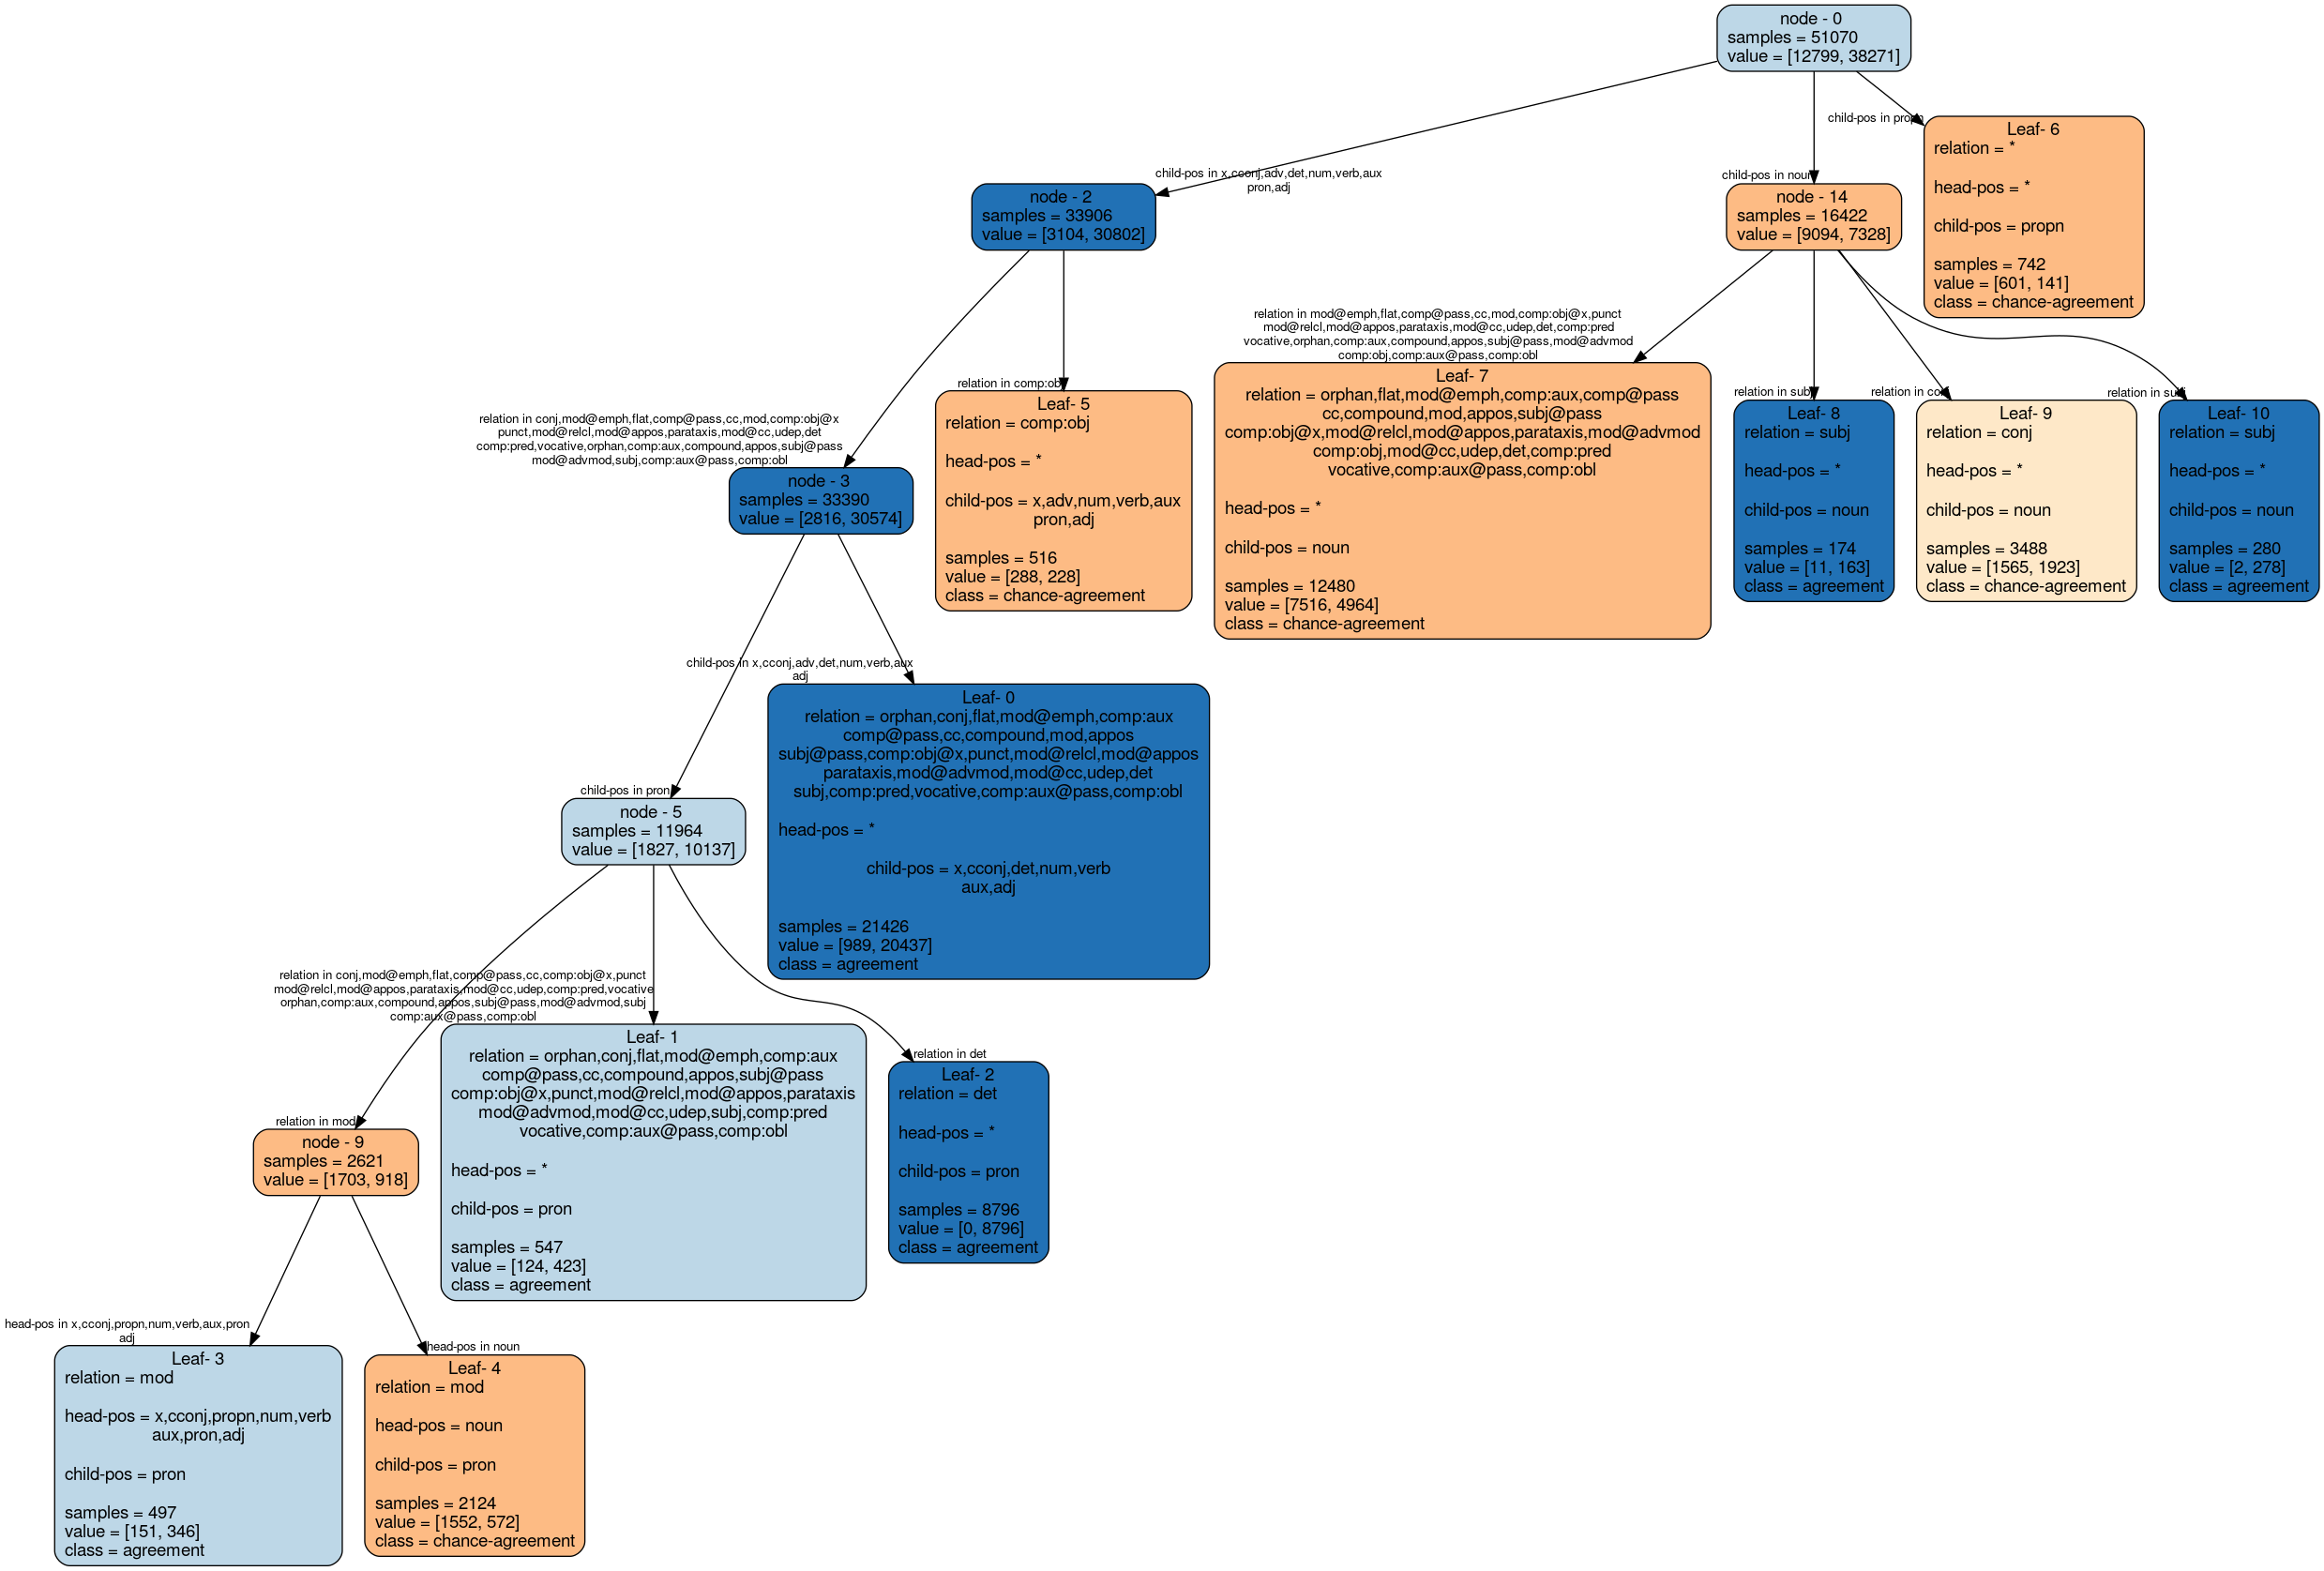 node - 0
samples = 51070
value = [12799, 38271]
child-pos in propn
Leaf- 6
relation = *
head-pos = *
child-pos = propn
samples = 742
value = [601, 141]
class = chance-agreement
child-pos in x,cconj,adv,det,num,verb,aux
pron,adj
node - 2
samples = 33906
value = [3104, 30802]
child-pos in noun
node - 14
samples = 16422
value = [9094, 7328]
relation in conj,mod@emph,flat,comp@pass,cc,mod,comp:obj@x
punct,mod@relcl,mod@appos,parataxis,mod@cc,udep,det
comp:pred,vocative,orphan,comp:aux,compound,appos,subj@pass
mod@advmod,subj,comp:aux@pass,comp:obl
node - 3
samples = 33390
value = [2816, 30574]
relation in comp:obj
Leaf- 5
relation = comp:obj
head-pos = *
child-pos = x,adv,num,verb,aux
pron,adj
samples = 516
value = [288, 228]
class = chance-agreement
relation in mod@emph,flat,comp@pass,cc,mod,comp:obj@x,punct
mod@relcl,mod@appos,parataxis,mod@cc,udep,det,comp:pred
vocative,orphan,comp:aux,compound,appos,subj@pass,mod@advmod
comp:obj,comp:aux@pass,comp:obl
Leaf- 7
relation = orphan,flat,mod@emph,comp:aux,comp@pass
cc,compound,mod,appos,subj@pass
comp:obj@x,mod@relcl,mod@appos,parataxis,mod@advmod
comp:obj,mod@cc,udep,det,comp:pred
vocative,comp:aux@pass,comp:obl
head-pos = *
child-pos = noun
samples = 12480
value = [7516, 4964]
class = chance-agreement
relation in subj
Leaf- 8
relation = subj
head-pos = *
child-pos = noun
samples = 174
value = [11, 163]
class = agreement
relation in conj
Leaf- 9
relation = conj
head-pos = *
child-pos = noun
samples = 3488
value = [1565, 1923]
class = chance-agreement
relation in subj
Leaf- 10
relation = subj
head-pos = *
child-pos = noun
samples = 280
value = [2, 278]
class = agreement
child-pos in pron
node - 5
samples = 11964
value = [1827, 10137]
child-pos in x,cconj,adv,det,num,verb,aux
adj
Leaf- 0
relation = orphan,conj,flat,mod@emph,comp:aux
comp@pass,cc,compound,mod,appos
subj@pass,comp:obj@x,punct,mod@relcl,mod@appos
parataxis,mod@advmod,mod@cc,udep,det
subj,comp:pred,vocative,comp:aux@pass,comp:obl
head-pos = *
child-pos = x,cconj,det,num,verb
aux,adj
samples = 21426
value = [989, 20437]
class = agreement
relation in mod
node - 9
samples = 2621
value = [1703, 918]
relation in conj,mod@emph,flat,comp@pass,cc,comp:obj@x,punct
mod@relcl,mod@appos,parataxis,mod@cc,udep,comp:pred,vocative
orphan,comp:aux,compound,appos,subj@pass,mod@advmod,subj
comp:aux@pass,comp:obl
Leaf- 1
relation = orphan,conj,flat,mod@emph,comp:aux
comp@pass,cc,compound,appos,subj@pass
comp:obj@x,punct,mod@relcl,mod@appos,parataxis
mod@advmod,mod@cc,udep,subj,comp:pred
vocative,comp:aux@pass,comp:obl
head-pos = *
child-pos = pron
samples = 547
value = [124, 423]
class = agreement
relation in det
Leaf- 2
relation = det
head-pos = *
child-pos = pron
samples = 8796
value = [0, 8796]
class = agreement
head-pos in x,cconj,propn,num,verb,aux,pron
adj
Leaf- 3
relation = mod
head-pos = x,cconj,propn,num,verb
aux,pron,adj
child-pos = pron
samples = 497
value = [151, 346]
class = agreement
head-pos in noun
Leaf- 4
relation = mod
head-pos = noun
child-pos = pron
samples = 2124
value = [1552, 572]
class = chance-agreement